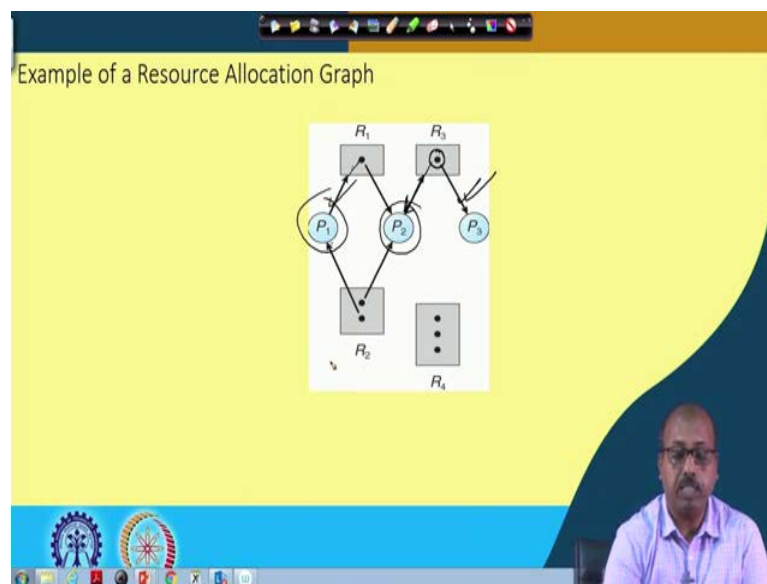 Example of a Resource Allocation Graph
R₁ R₃
P₁ P₂ P₃
R₂
R₄